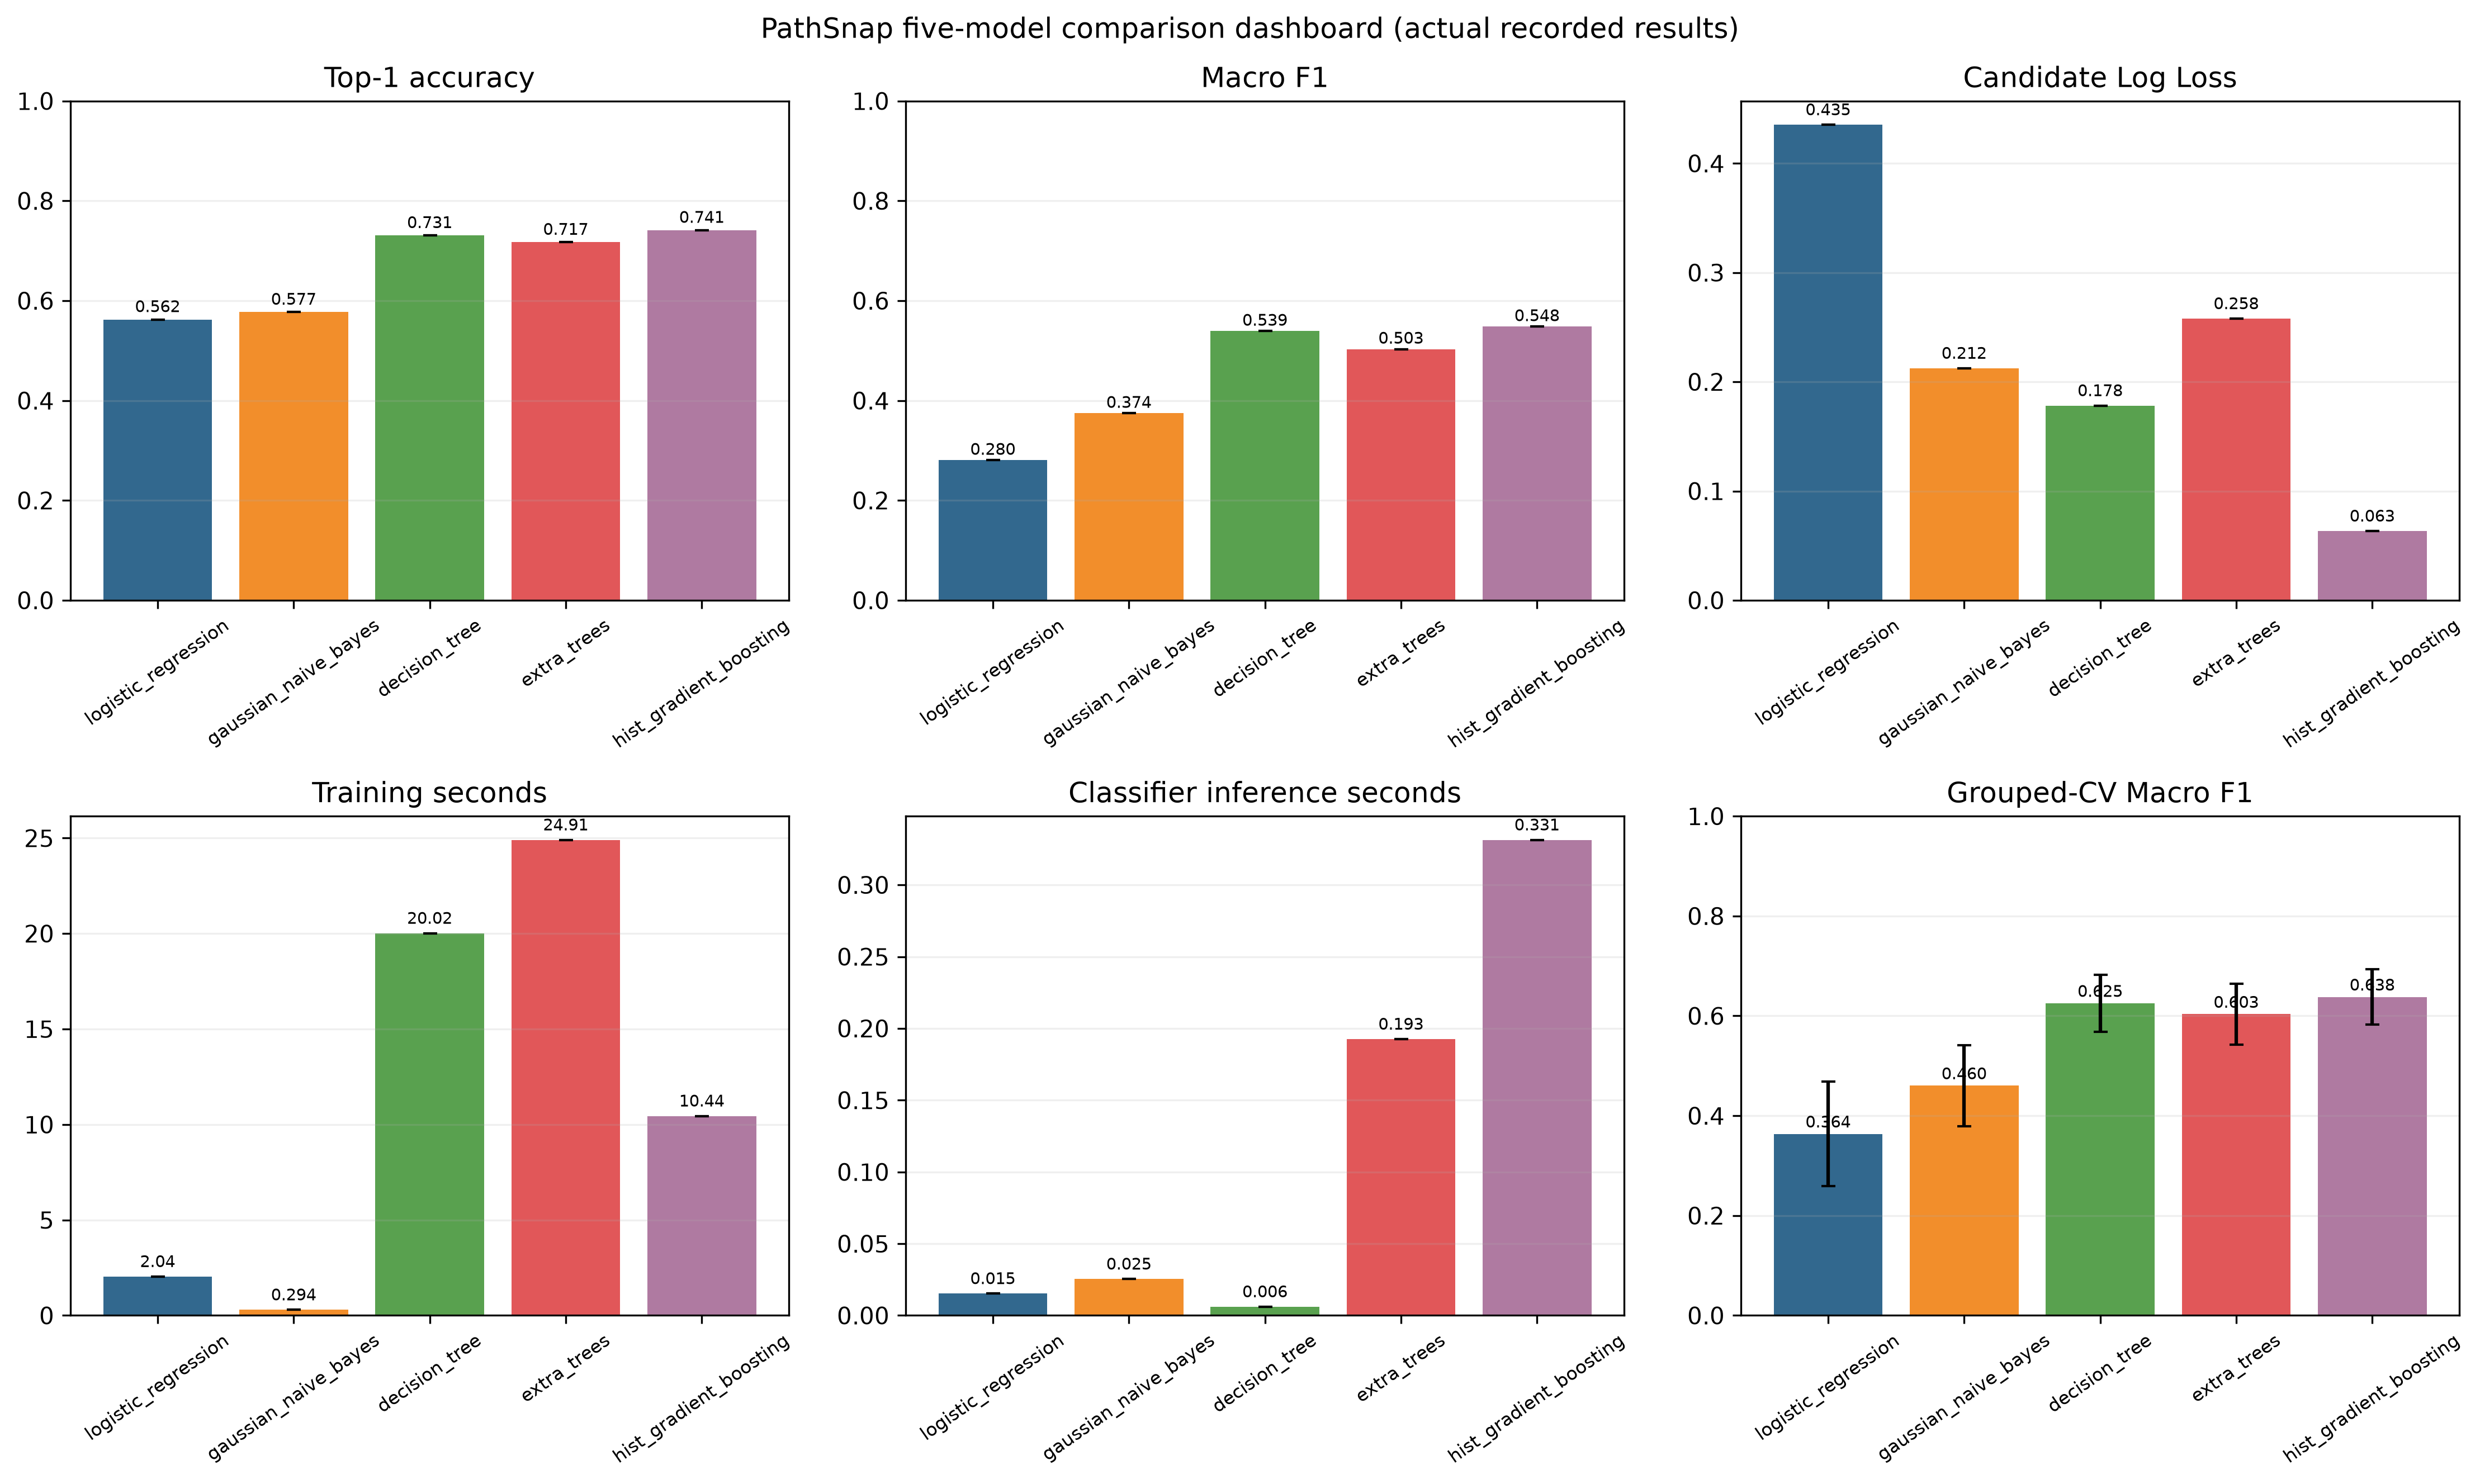 PathSnap five-model comparison dashboard (actual recorded results)
Top-1 accuracy
1.0
0.8
0.6
0.4
0.2
0.0
0.562
0.577
0.731
0.717
0.741
logistic_regression
gaussian_naive_bayes
decision_tree
extra_trees
hist_gradient_boosting
Macro F1
1.0
0.8
0.6
0.4
0.2
0.0
0.280
0.374
0.539
0.503
0.548
logistic_regression
gaussian_naive_bayes
decision_tree
extra_trees
hist_gradient_boosting
Candidate Log Loss
0.4
0.3
0.2
0.1
0.0
0.435
0.212
0.178
0.258
0.063
logistic_regression
gaussian_naive_bayes
decision_tree
extra_trees
hist_gradient_boosting
Training seconds
25
20
15
10
5
0
2.04
0.294
20.02
24.91
10.44
logistic_regression
gaussian_naive_bayes
decision_tree
extra_trees
hist_gradient_boosting
Classifier inference seconds
0.30
0.25
0.20
0.15
0.10
0.05
0.00
0.015
0.025
0.006
0.193
0.331
logistic_regression
gaussian_naive_bayes
decision_tree
extra_trees
hist_gradient_boosting
Grouped-CV Macro F1
1.0
0.8
0.6
0.4
0.2
0.0
0.364
0.460
0.625
0.603
0.638
logistic_regression
gaussian_naive_bayes
decision_tree
extra_trees
hist_gradient_boosting